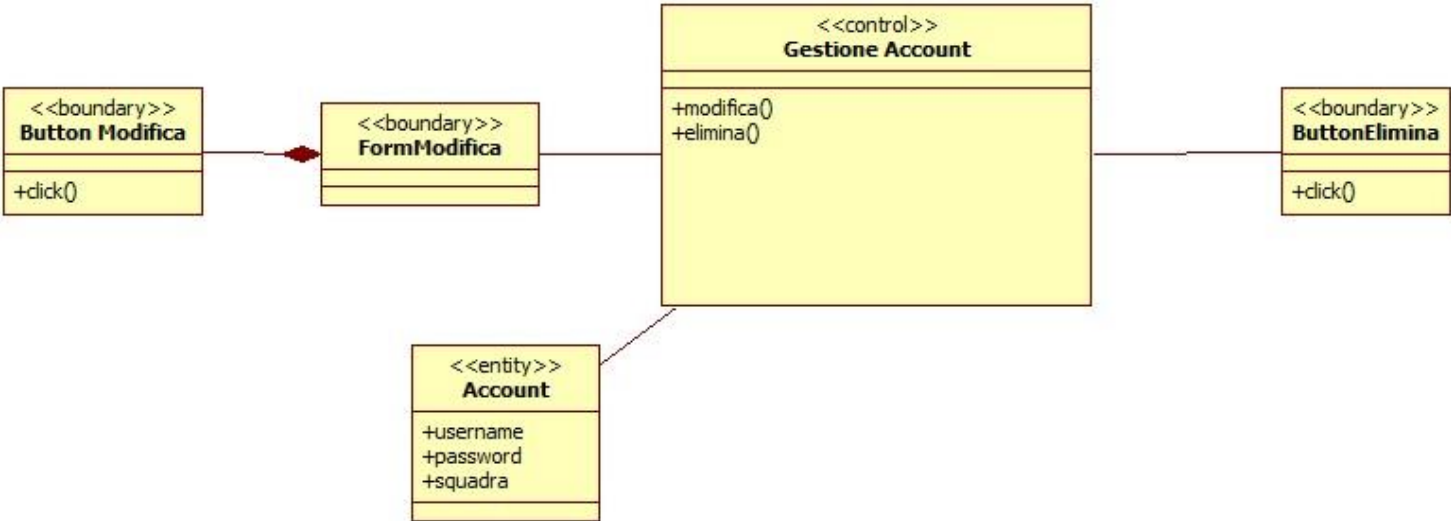 <<boundary>>
Button Modifica
+click()
<<boundary>>
FormModifica
<<control>>
Gestione Account
+modifica()
+elimina()
<<boundary>>
ButtonElimina
+click()
<<entity>>
Account
+username
+password
+squadra